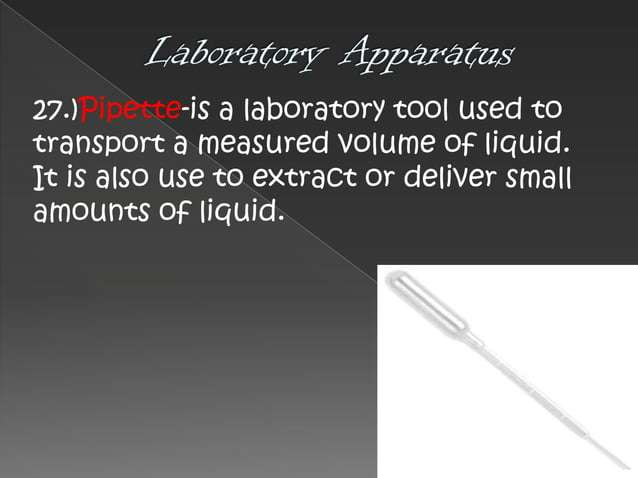 Laboratory Apparatus
27.)Pipette-is a laboratory tool used to
transport a measured volume of liquid.
It is also use to extract or deliver small
amounts of liquid.